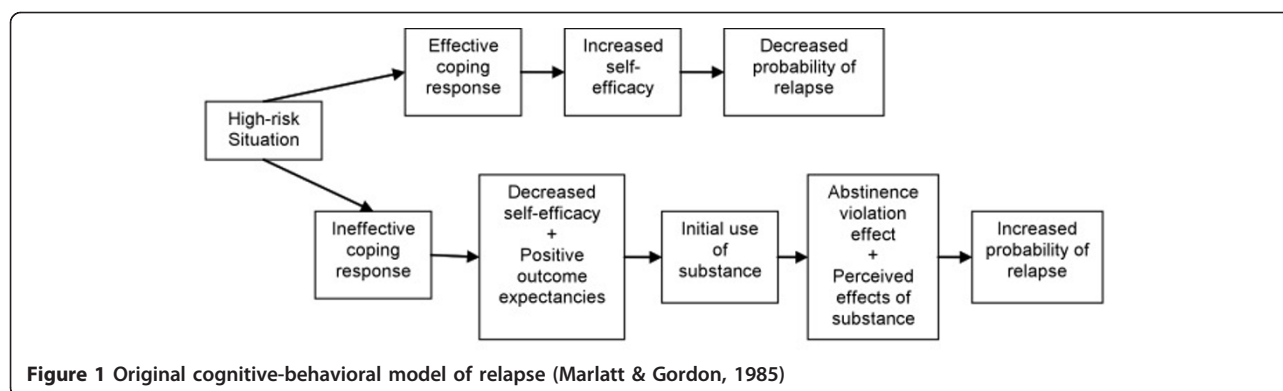 Effective
coping
response
Increased
self-
efficacy
Decreased
probability of
relapse
High-risk
Situation
Ineffective
coping
response
Decreased
self-efficacy
+
Positive
outcome
expectancies
Initial use
of
substance
Abstinence
violation
effect
+
Perceived
effects of
substance
Increased
probability of
relapse
Figure 1 Original cognitive-behavioral model of relapse (Marlatt & Gordon, 1985)